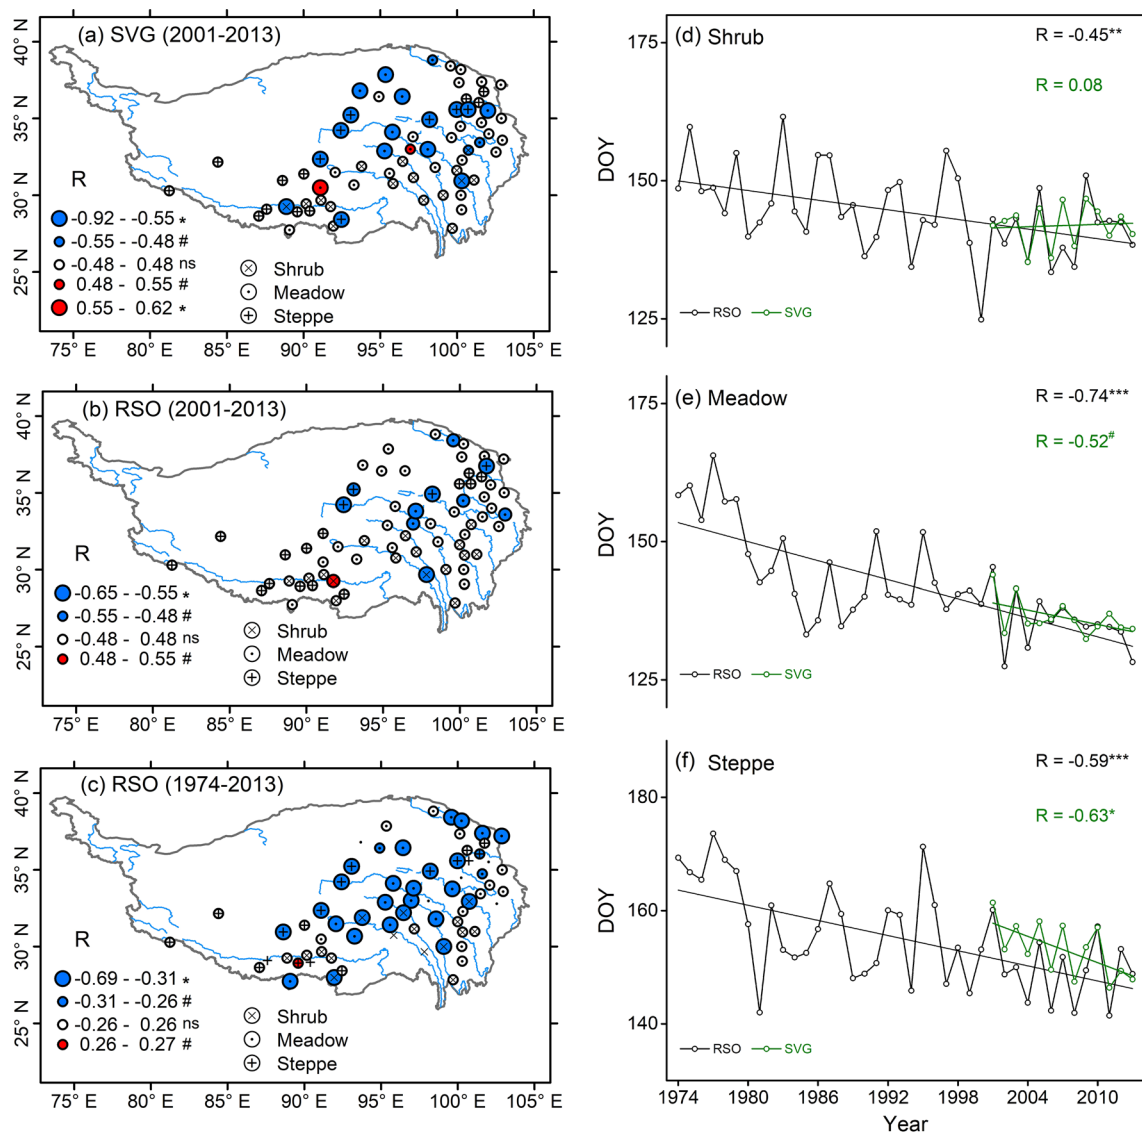 (a) SVG (2001-2013)
40° N
35° N
30° N
25° N
R
-0.92 - -0.55 *
-0.55 - -0.48 #
-0.48 - 0.48 ns
0.48 - 0.55 #
0.55 - 0.62 *
Shrub
Meadow
Steppe
75° E 80° E 85° E 90° E 95° E 100° E 105° E
(b) RSO (2001-2013)
40° N
35° N
30° N
25° N
R
-0.65 - -0.55 *
-0.55 - -0.48 #
-0.48 - 0.48 ns
0.48 - 0.55 #
Shrub
Meadow
Steppe
75° E 80° E 85° E 90° E 95° E 100° E 105° E
(c) RSO (1974-2013)
40° N
35° N
30° N
25° N
R
-0.69 - -0.31 *
-0.31 - -0.26 #
-0.26 - 0.26 ns
0.26 - 0.27 #
Shrub
Meadow
Steppe
75° E 80° E 85° E 90° E 95° E 100° E 105° E
(d) Shrub
R = -0.45**
R = 0.08
175
150
125
DOY
RSO SVG
(e) Meadow
R = -0.74***
R = -0.52#
175
150
125
DOY
RSO SVG
(f) Steppe
R = -0.59***
R = -0.63*
180
160
140
DOY
RSO SVG
1974 1980 1986 1992 1998 2004 2010
Year